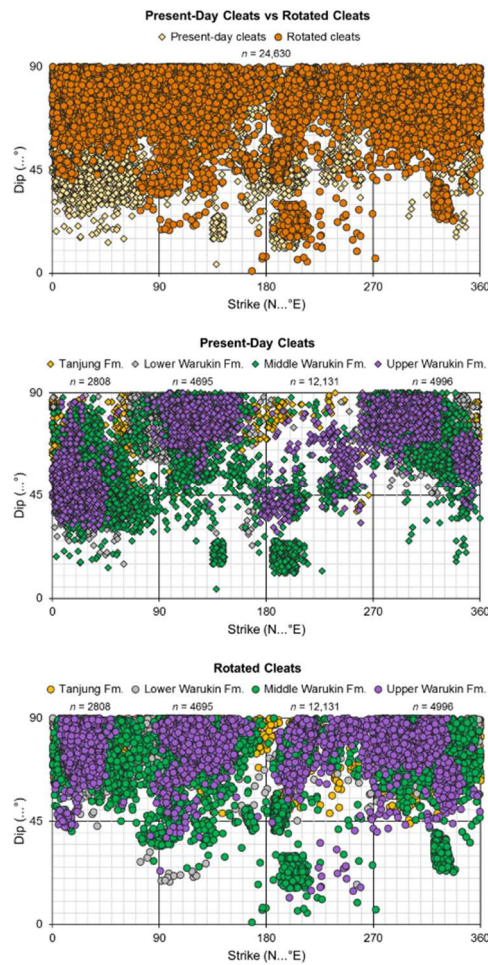 Present-Day Cleats vs Rotated Cleats
Present-day cleats Rotated cleats
n = 24,630
90
45
0
Dip (...°)
0 90 180 270 360
Strike (N...°E)
Present-Day Cleats
Tanjung Fm. Lower Warukin Fm. Middle Warukin Fm. Upper Warukin Fm.
n = 2808 n = 4695 n = 12,131 n = 4996
90
45
0
Dip (...°)
0 90 180 270 360
Strike (N...°E)
Rotated Cleats
Tanjung Fm. Lower Warukin Fm. Middle Warukin Fm. Upper Warukin Fm.
n = 2808 n = 4695 n = 12,131 n = 4996
90
45
0
Dip (...°)
0 90 180 270 360
Strike (N...°E)